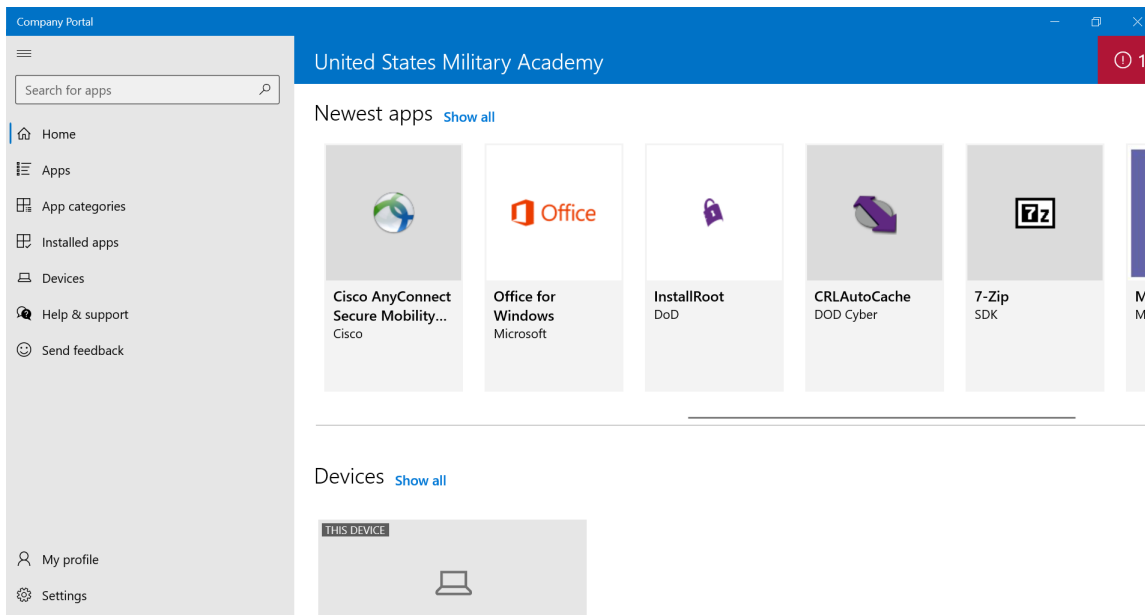 Company Portal
United States Military Academy
1
Search for apps
Home
Apps
App categories
Installed apps
Devices
Help & support
Send feedback
My profile
Settings
Newest apps Show all
Office
7z
Cisco AnyConnect
Secure Mobility...
Cisco
Office for
Windows
Microsoft
InstallRoot
DoD
CRLAutoCache
DOD Cyber
7-Zip
SDK
M
M
Devices Show all
THIS DEVICE